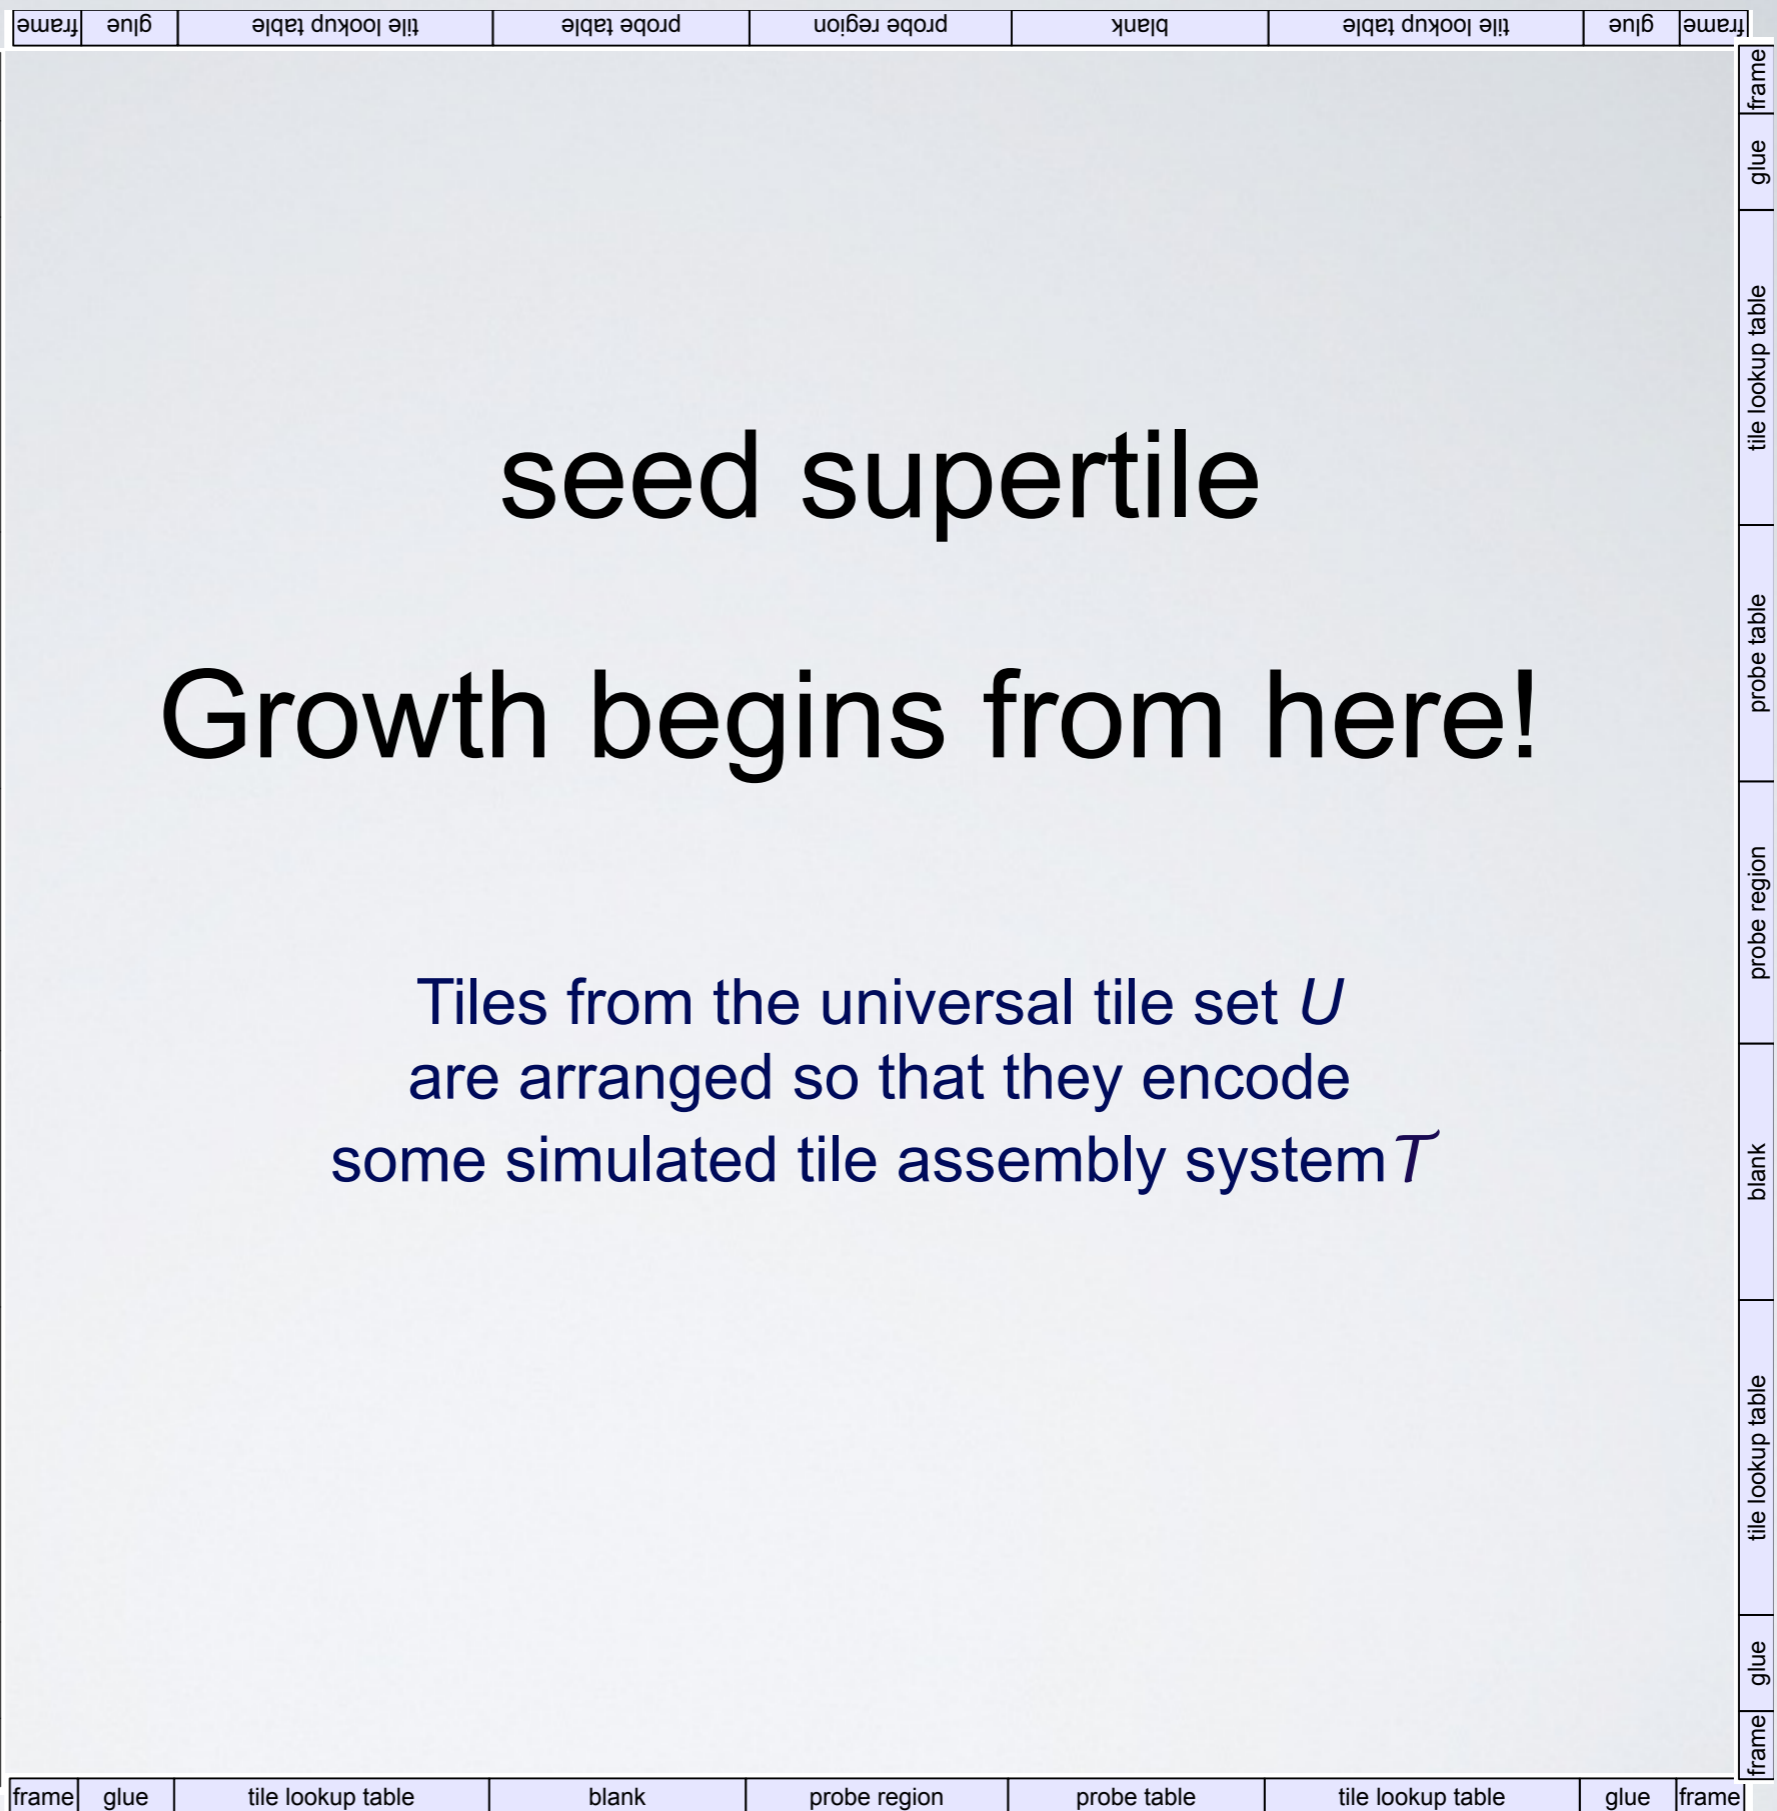 frame glue tile lookup table probe table probe region blank tile lookup table glue frame
frame
glue
tile lookup table
probe table
probe region
blank
tile lookup table
glue
frame
seed supertile
Growth begins from here!
Tiles from the universal tile set U
are arranged so that they encode
some simulated tile assembly system T
frame glue tile lookup table blank probe region probe table tile lookup table glue frame